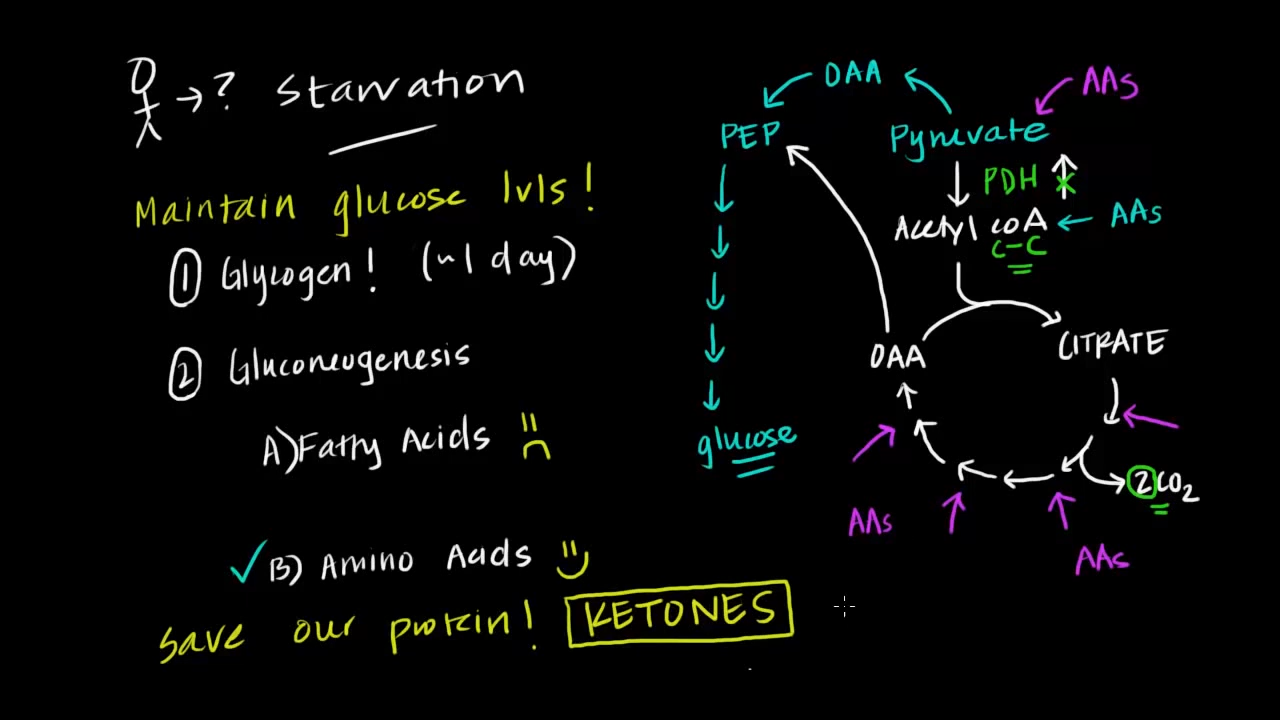 →? Starvation
Maintain glucose lvls!
① Glycogen! (~1 day)
② Gluconeogenesis
A) Fatty Acids
B) Amino Acids
save our protein! KETONES
OAA
AAs
PEP
Pyruvate
PDH
Acetyl coA
AAs
C-C
OAA
CITRATE
glucose
2CO₂
AAs
AAs